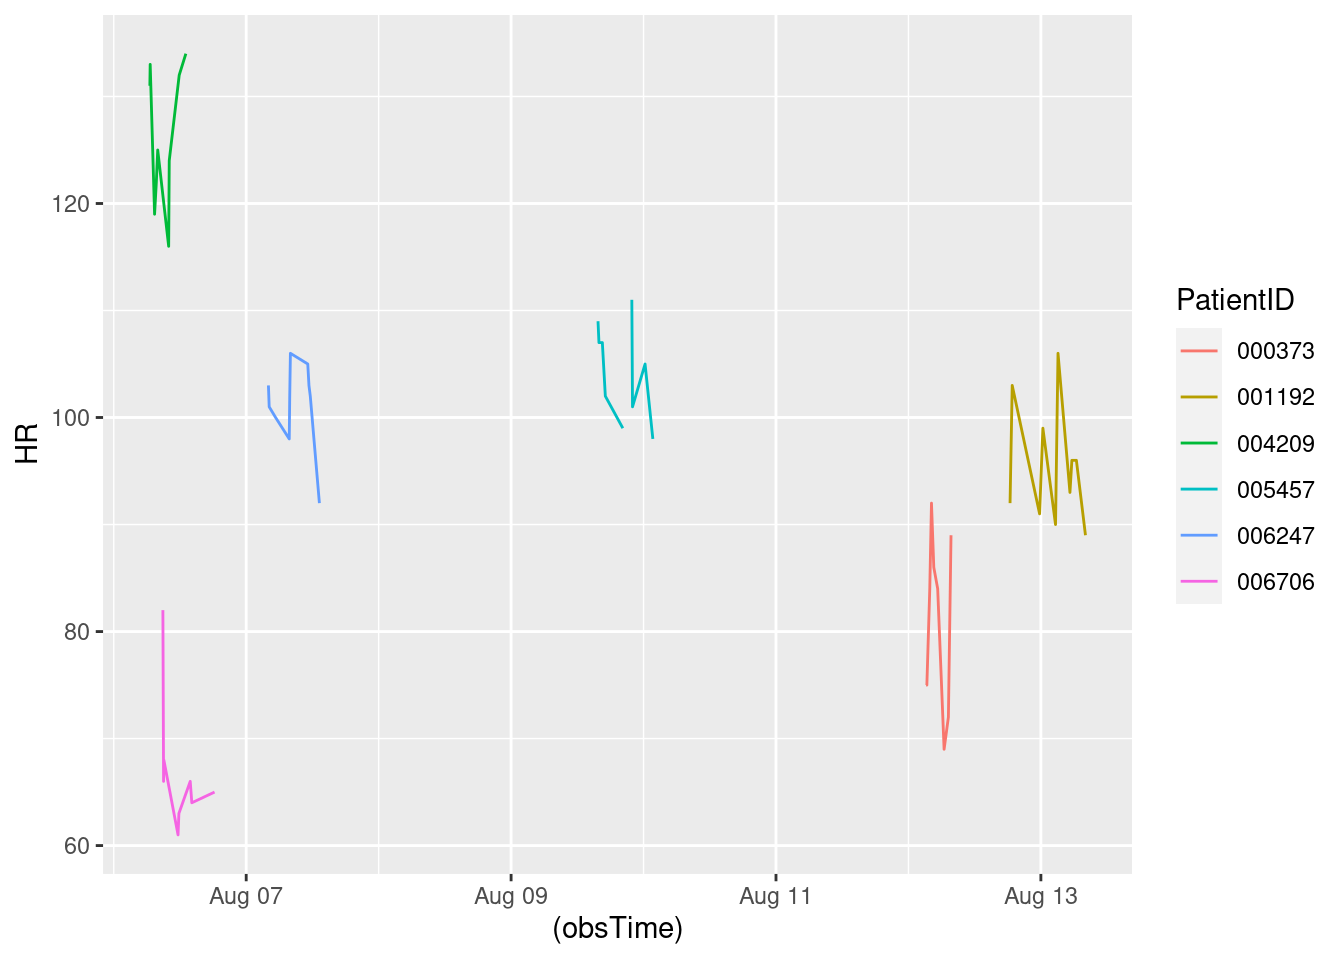 HR
120
100
80
60
Aug 07
Aug 09
Aug 11
Aug 13
(obsTime)
PatientID
000373
001192
004209
005457
006247
006706